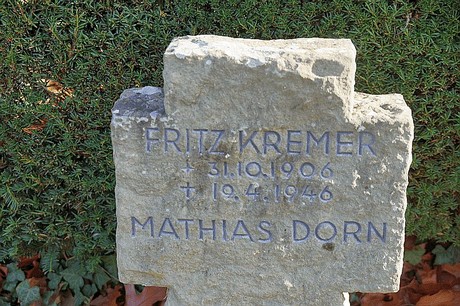 FRITZ KREMER
+ 31.10.1906
+ 19.4.1946
MATHIAS DORN